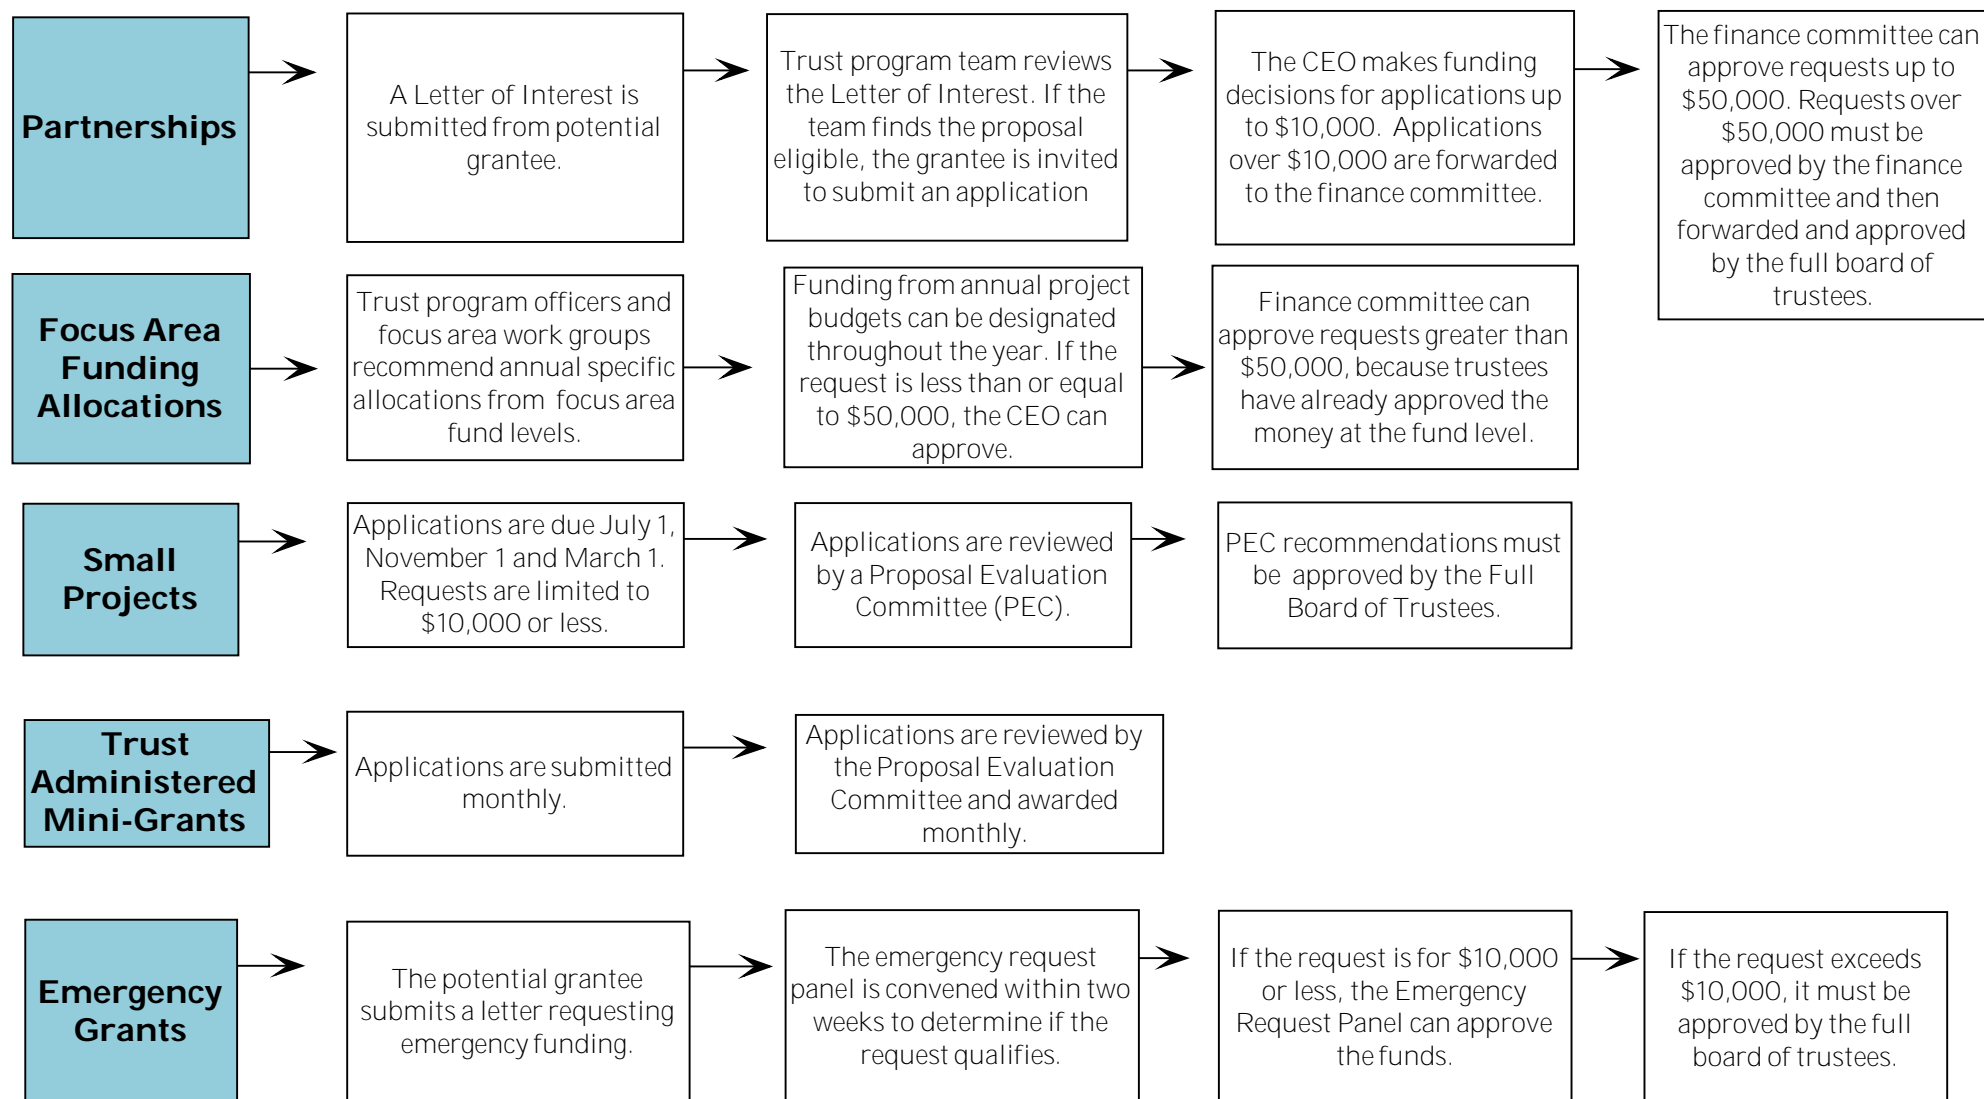 Partnerships
A Letter of Interest is
submitted from potential
grantee.
Trust program team reviews
the Letter of Interest. If the
team finds the proposal
eligible, the grantee is invited
to submit an application
The CEO makes funding
decisions for applications up
to $10,000. Applications
over $10,000 are forwarded
to the finance committee.
The finance committee can
approve requests up to
$50,000. Requests over
$50,000 must be
approved by the finance
committee and then
forwarded and approved
by the full board of
trustees.
Focus Area
Funding
Allocations
Trust program officers and
focus area work groups
recommend annual specific
allocations from focus area
fund levels.
Funding from annual project
budgets can be designated
throughout the year. If the
request is less than or equal
to $50,000, the CEO can
approve.
Finance committee can
approve requests greater than
$50,000, because trustees
have already approved the
money at the fund level.
Small
Projects
Applications are due July 1,
November 1 and March 1.
Requests are limited to
$10,000 or less.
Applications are reviewed
by a Proposal Evaluation
Committee (PEC).
PEC recommendations must
be approved by the Full
Board of Trustees.
Trust
Administered
Mini-Grants
Applications are submitted
monthly.
Applications are reviewed by
the Proposal Evaluation
Committee and awarded
monthly.
Emergency
Grants
The potential grantee
submits a letter requesting
emergency funding.
The emergency request
panel is convened within two
weeks to determine if the
request qualifies.
If the request is for $10,000
or less, the Emergency
Request Panel can approve
the funds.
If the request exceeds
$10,000, it must be
approved by the full
board of trustees.